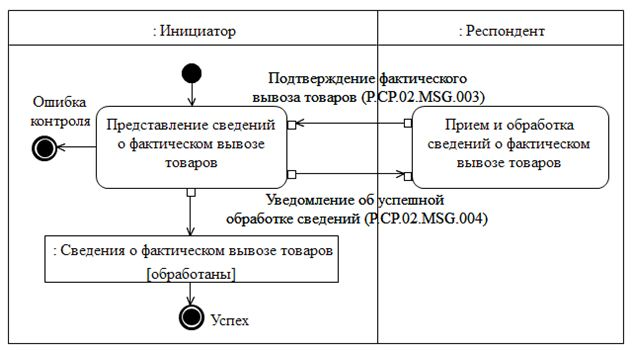 : Инициатор
: Респондент
Подтверждение фактического
вывоза товаров (P.CP.02.MSG.003)
Ошибка
контроля
Представление сведений
о фактическом вывозе
товаров
Прием и обработка
сведений о фактическом
вывозе товаров
Уведомление об успешной
обработке сведений (P.CP.02.MSG.004)
: Сведения о фактическом вывозе товаров
[обработаны]
Успех